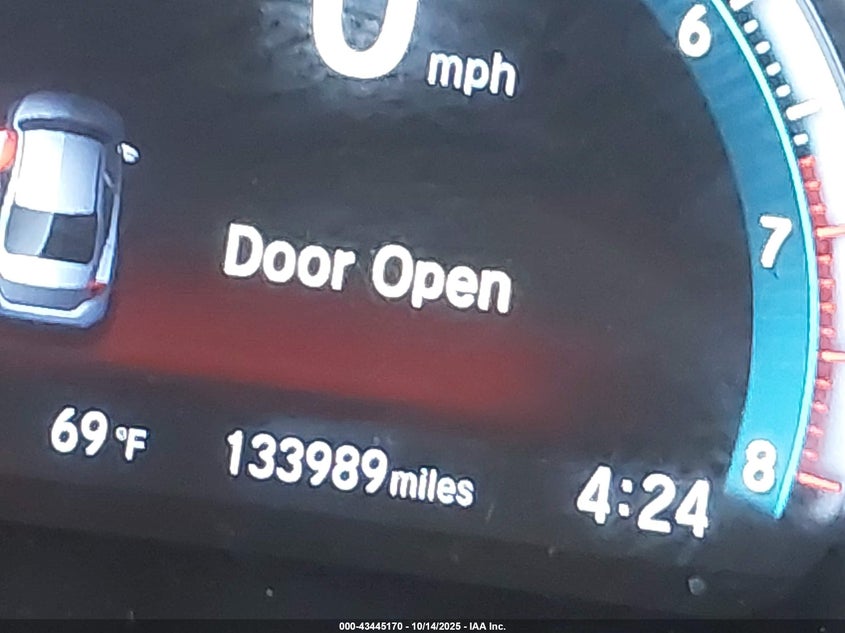 0 mph
6
Door Open
7
69 °F 133989 miles 4:24
8
000-43445170 - 10/14/2025 - IAA Inc.